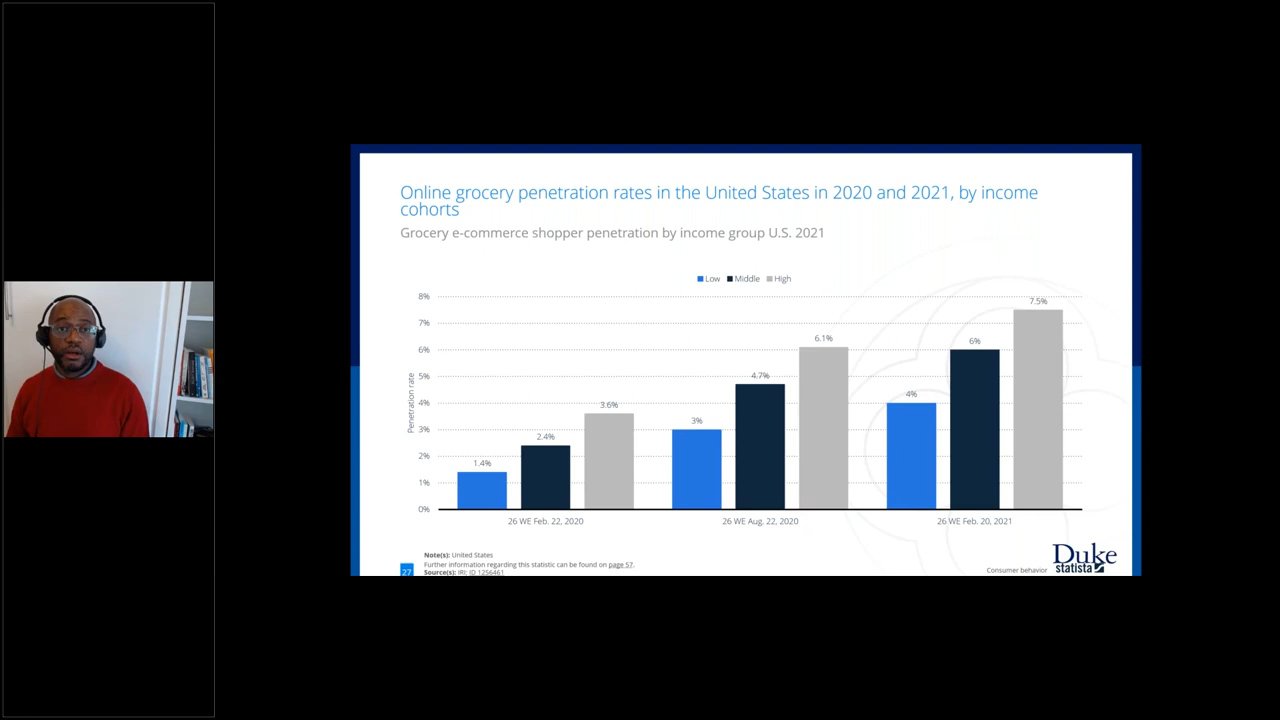 Online grocery penetration rates in the United States in 2020 and 2021, by income
cohorts
Grocery e-commerce shopper penetration by income group U.S. 2021
Low Middle High
8%
7%
6%
5%
4%
3%
2%
1%
0%
Penetration rate
1.4%
2.4%
3.6%
3%
4.7%
6.1%
4%
6%
7.5%
26 WE Feb. 22, 2020
26 WE Aug. 22, 2020
26 WE Feb. 20, 2021
Note(s): United States
Further information regarding this statistic can be found on page 57.
Source(s): IRI; ID 1256461
27
Consumer behavior
Duke
statista